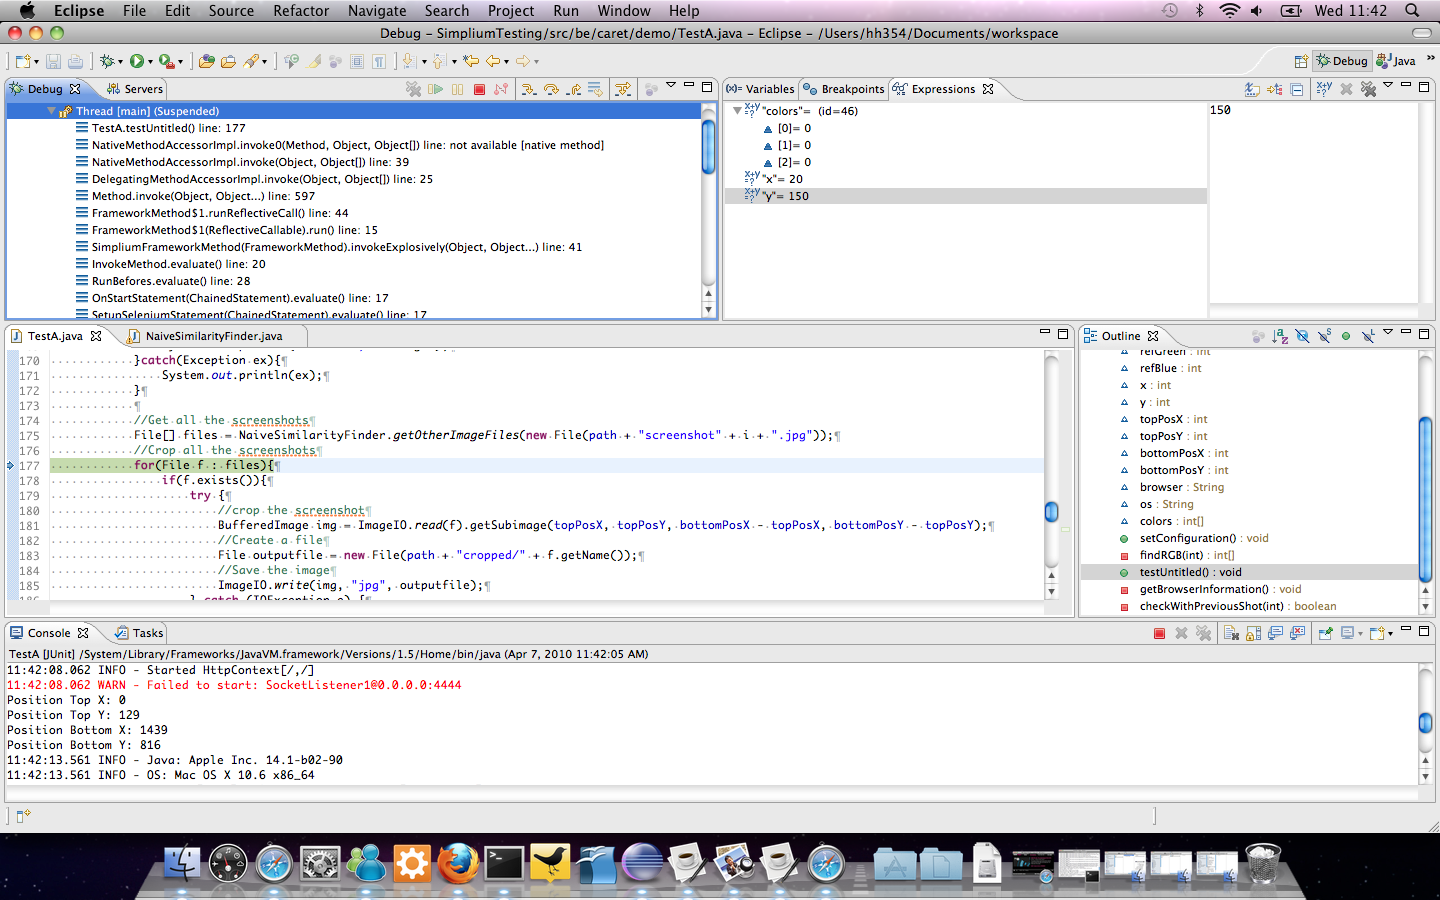 Eclipse File Edit Source Refactor Navigate Search Project Run Window Help Wed 11:42
Debug - SimpliumTesting/src/be/caret/demo/TestA.java - Eclipse - /Users/hh354/Documents/workspace
Debug Java
Debug Servers
Thread [main] (Suspended)
TestA.testUntitled() line: 177
NativeMethodAccessorImpl.invoke0(Method, Object, Object[]) line: not available [native method]
NativeMethodAccessorImpl.invoke(Object, Object[]) line: 39
DelegatingMethodAccessorImpl.invoke(Object, Object[]) line: 25
Method.invoke(Object, Object...) line: 597
FrameworkMethod$1.runReflectiveCall() line: 44
FrameworkMethod$1(ReflectiveCallable).run() line: 15
SimpliumFrameworkMethod(FrameworkMethod).invokeExplosively(Object, Object...) line: 41
InvokeMethod.evaluate() line: 20
RunBefores.evaluate() line: 28
OnStartStatement(ChainedStatement).evaluate() line: 17
SetupSeleniumStatement(ChainedStatement).evaluate() line: 17
(x)= Variables Breakpoints Expressions
"colors"= (id=46)
[0]= 0
[1]= 0
[2]= 0
"x"= 20
"y"= 150
150
TestA.java NaiveSimilarityFinder.java
170 }catch(Exception ex){
171 System.out.println(ex);
172 }
173
174 //Get all the screenshots
175 File[] files = NaiveSimilarityFinder.getOtherImageFiles(new File(path + "screenshot" + i + ".jpg"));
176 //Crop all the screenshots
177 for(File f : files){
178 if(f.exists()){
179 try {
180 //crop the screenshot
181 BufferedImage img = ImageIO.read(f).getSubimage(topPosX, topPosY, bottomPosX - topPosX, bottomPosY - topPosY);
182 //Create a file
183 File outputfile = new File(path + "cropped/" + f.getName());
184 //Save the image
185 ImageIO.write(img, "jpg", outputfile);
186 } catch (IOException e) {
Outline
refGreen : int
refBlue : int
x : int
y : int
topPosX : int
topPosY : int
bottomPosX : int
bottomPosY : int
browser : String
os : String
colors : int[]
setConfiguration() : void
findRGB(int) : int[]
testUntitled() : void
getBrowserInformation() : void
checkWithPreviousShot(int) : boolean
Console Tasks
TestA [JUnit] /System/Library/Frameworks/JavaVM.framework/Versions/1.5/Home/bin/java (Apr 7, 2010 11:42:05 AM)
11:42:08.062 INFO - Started HttpContext[/,/]
11:42:08.062 WARN - Failed to start: SocketListener1@0.0.0.0:4444
Position Top X: 0
Position Top Y: 129
Position Bottom X: 1439
Position Bottom Y: 816
11:42:13.561 INFO - Java: Apple Inc. 14.1-b02-90
11:42:13.561 INFO - OS: Mac OS X 10.6 x86_64